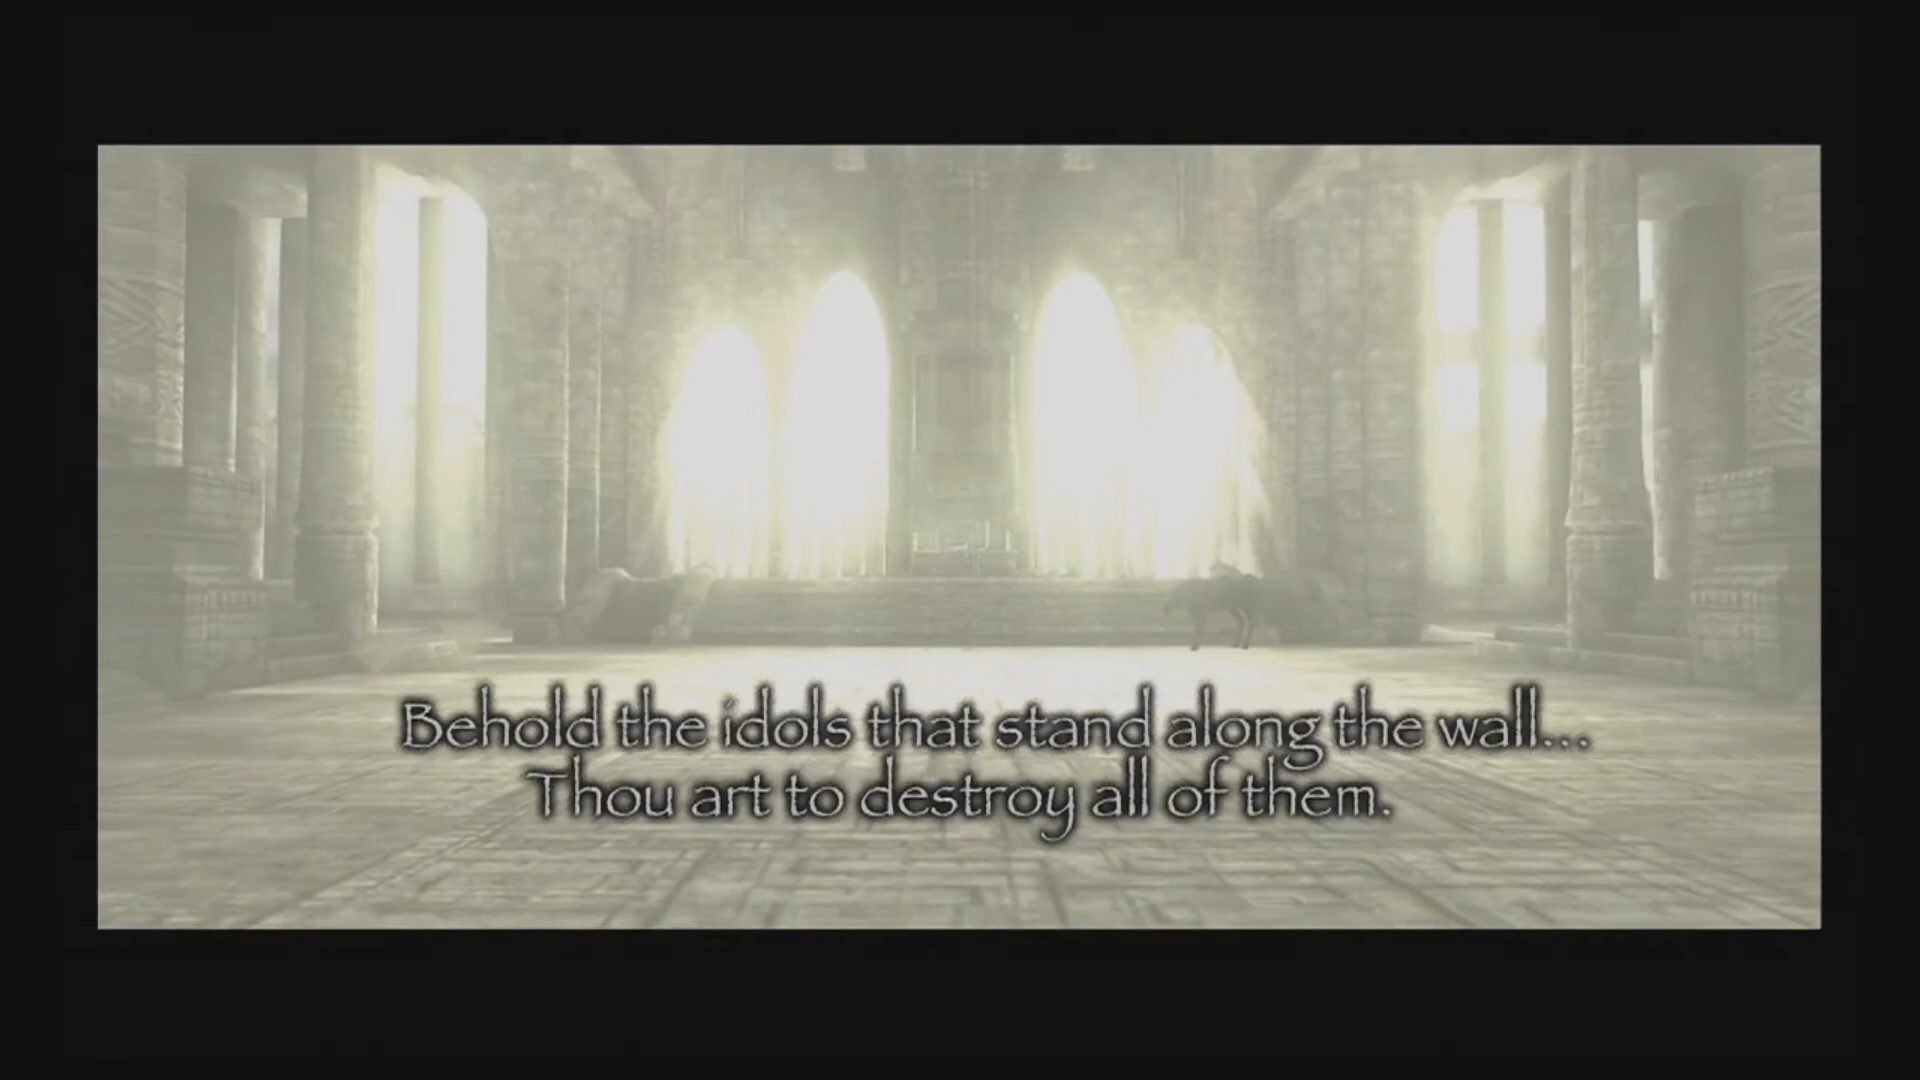 Behold the idols that stand along the wall...
Thou art to destroy all of them.